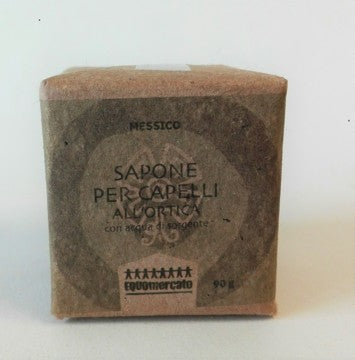 MESSICO
SAPONE
PER CAPELLI
ALL'ORTICA
con acqua di sorgente
EQUOmercato
90 g